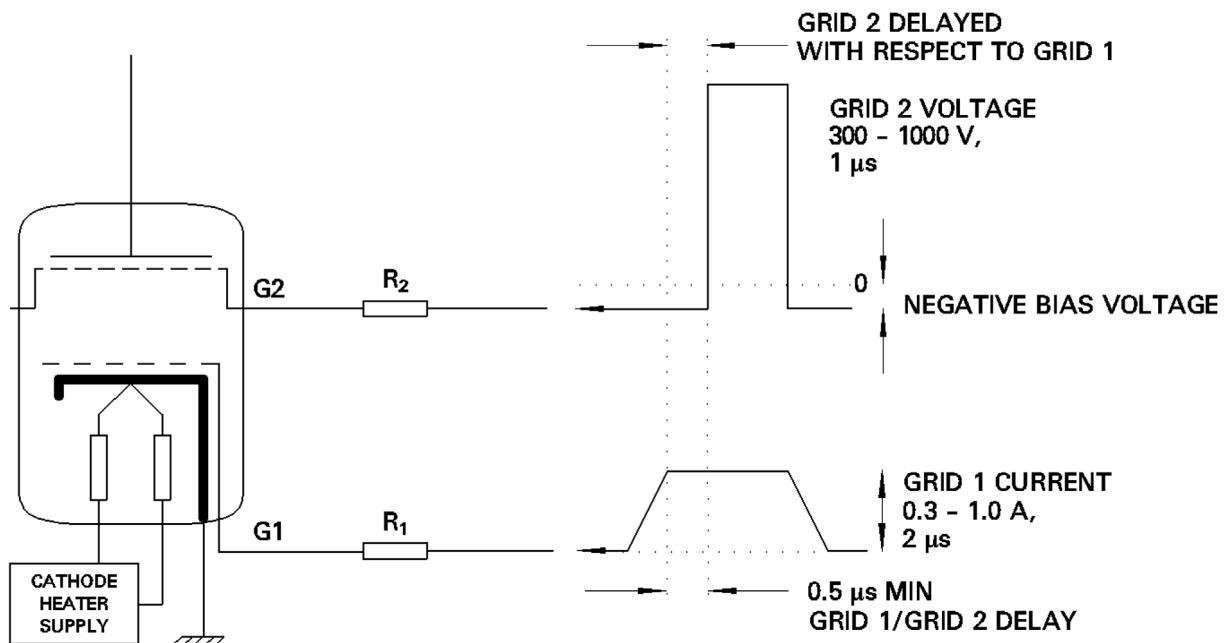 GRID 2 DELAYED
WITH RESPECT TO GRID 1
GRID 2 VOLTAGE
300 – 1000 V,
1 µs
G2
R₂
0
NEGATIVE BIAS VOLTAGE
G1
R₁
GRID 1 CURRENT
0.3 – 1.0 A,
2 µs
CATHODE
HEATER
SUPPLY
0.5 µs MIN
GRID 1/GRID 2 DELAY